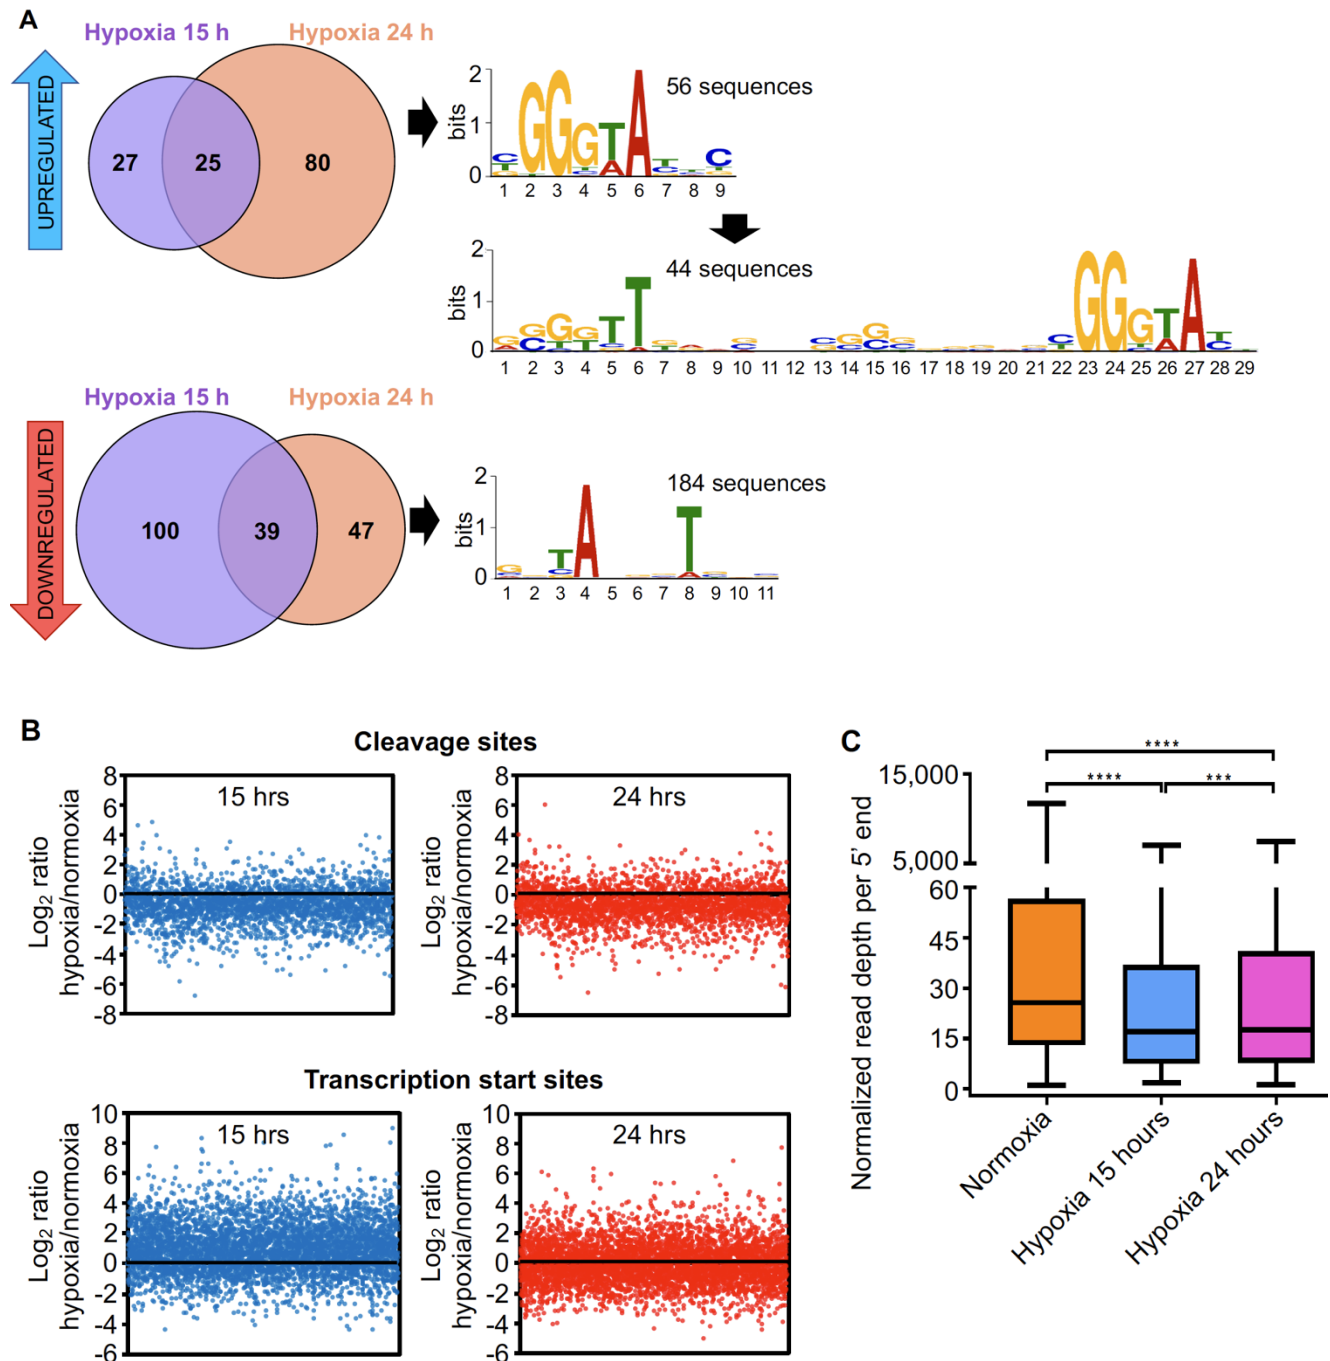 A
Hypoxia 15 h
Hypoxia 24 h
UPREGULATED
27
25
80
2
1
0
bits
56 sequences
1 2 3 4 5 6 7 8 9
2
1
0
bits
44 sequences
1 2 3 4 5 6 7 8 9 10 11 12 13 14 15 16 17 18 19 20 21 22 23 24 25 26 27 28 29
Hypoxia 15 h
Hypoxia 24 h
DOWNREGULATED
100
39
47
2
1
0
bits
184 sequences
1 2 3 4 5 6 7 8 9 10 11
B
Cleavage sites
Log2 ratio
hypoxia/normoxia
8
6
4
2
0
-2
-4
-6
-8
15 hrs
Log2 ratio
hypoxia/normoxia
8
6
4
2
0
-2
-4
-6
-8
24 hrs
Transcription start sites
Log2 ratio
hypoxia/normoxia
10
8
6
4
2
0
-2
-4
-6
15 hrs
Log2 ratio
hypoxia/normoxia
10
8
6
4
2
0
-2
-4
-6
24 hrs
C
Normalized read depth per 5' end
15,000
5,000
60
45
30
15
0
****
****
***
Normoxia
Hypoxia 15 hours
Hypoxia 24 hours